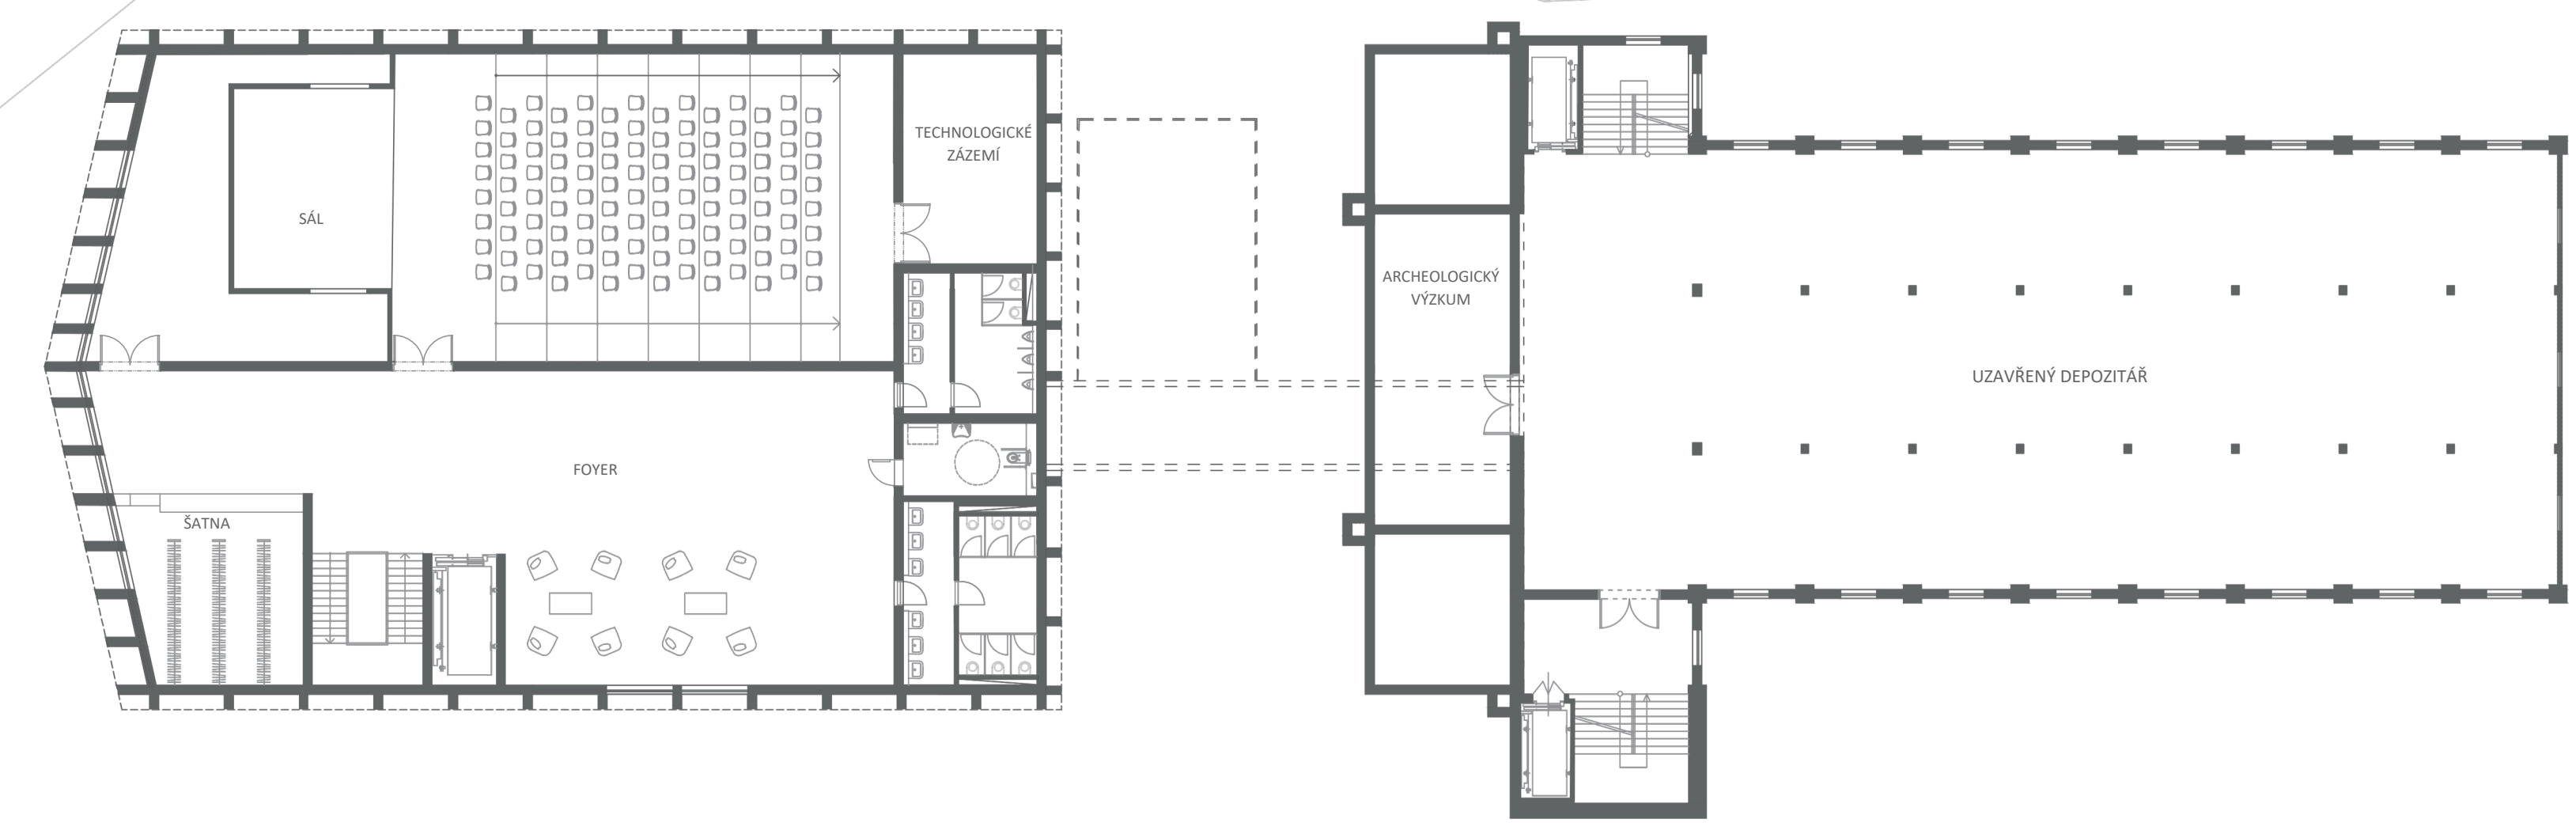 TECHNOLOGICKÉ
ZÁZEMÍ
SÁL
ARCHEOLOGICKÝ
VÝZKUM
UZAVŘENÝ DEPOZITÁŘ
FOYER
ŠATNA